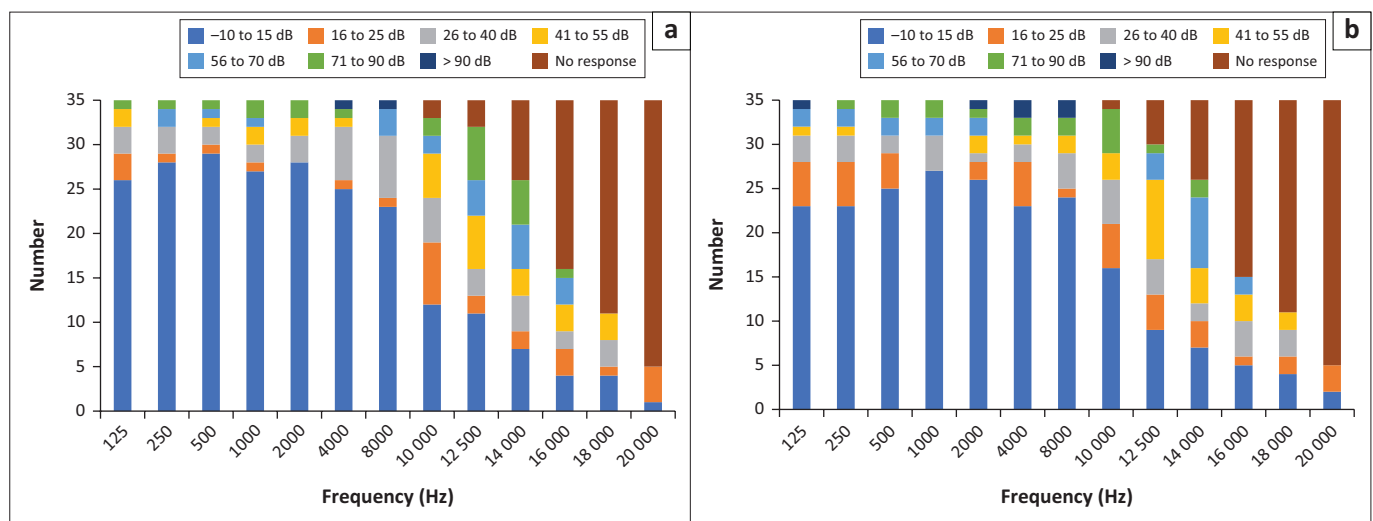 a
–10 to 15 dB 16 to 25 dB 26 to 40 dB 41 to 55 dB
56 to 70 dB 71 to 90 dB > 90 dB No response
35
30
25
20
15
10
5
0
Number
125 250 500 1000 2000 4000 8000 10 000 12 500 14 000 16 000 18 000 20 000
Frequency (Hz)
b
–10 to 15 dB 16 to 25 dB 26 to 40 dB 41 to 55 dB
56 to 70 dB 71 to 90 dB > 90 dB No response
35
30
25
20
15
10
5
0
Number
125 250 500 1000 2000 4000 8000 10 000 12 500 14 000 16 000 18 000 20 000
Frequency (Hz)